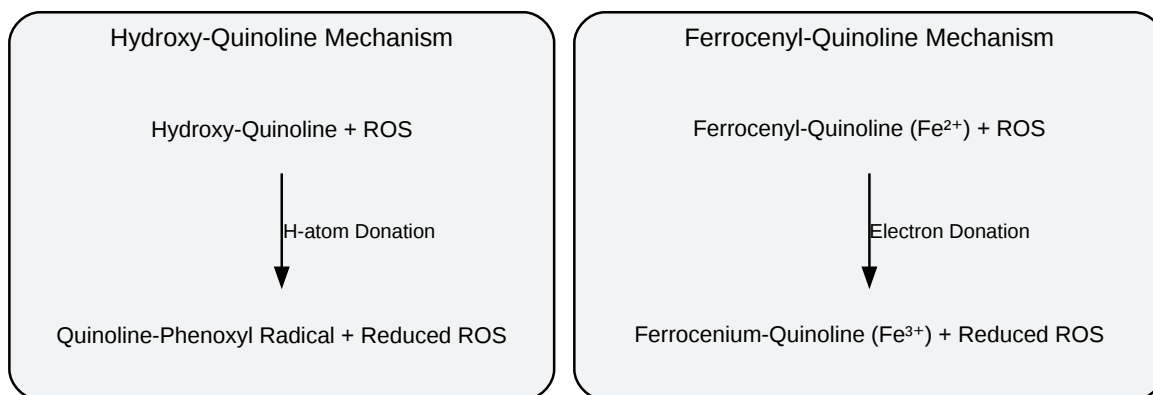 Hydroxy-Quinoline Mechanism
Hydroxy-Quinoline + ROS
H-atom Donation
Quinoline-Phenoxyl Radical + Reduced ROS
Ferrocenyl-Quinoline Mechanism
Ferrocenyl-Quinoline (Fe²⁺) + ROS
Electron Donation
Ferrocenium-Quinoline (Fe³⁺) + Reduced ROS